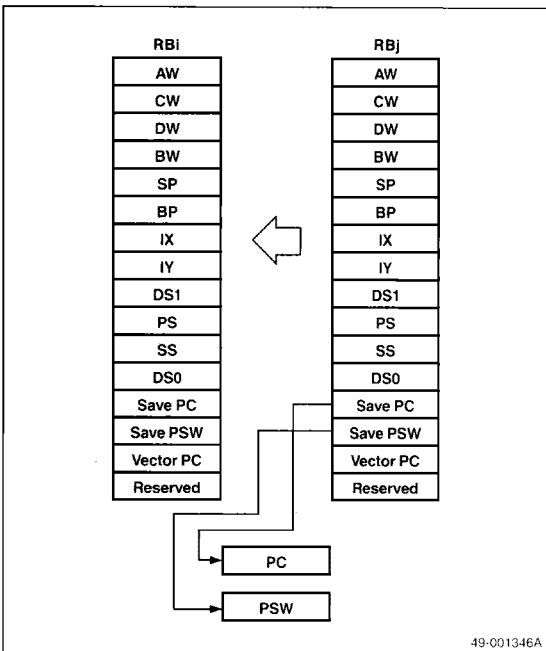 RBi RBj
AW AW
CW CW
DW DW
BW BW
SP SP
BP BP
IX IX
IY IY
DS1 DS1
PS PS
SS SS
DS0 DS0
Save PC Save PC
Save PSW Save PSW
Vector PC Vector PC
Reserved Reserved
PC
PSW
49-001346A